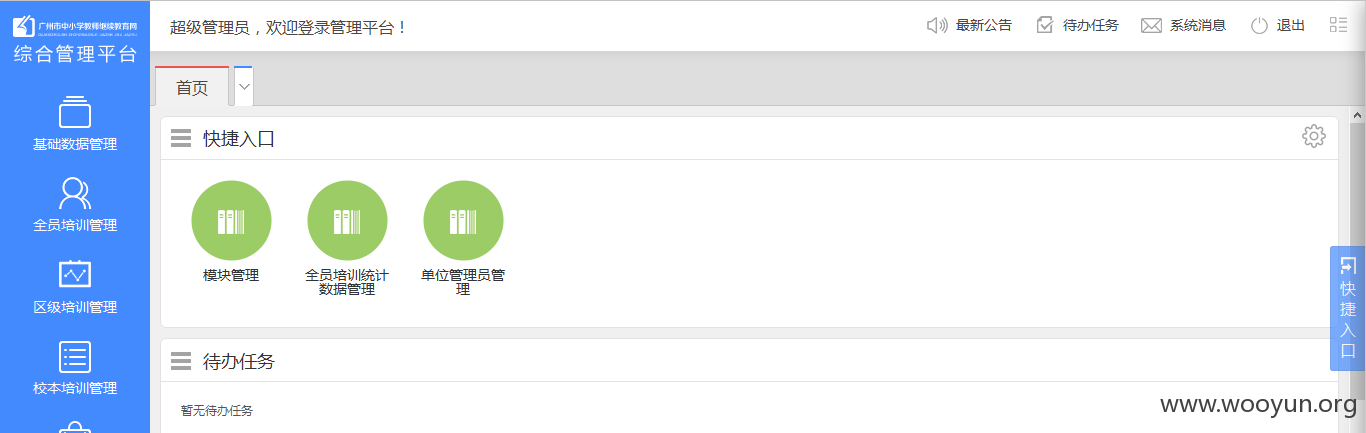 广州市中小学教师继续教育网
综合管理平台
超级管理员，欢迎登录管理平台！
最新公告
待办任务
系统消息
退出
首页
基础数据管理
全员培训管理
区级培训管理
校本培训管理
快捷入口
模块管理
全员培训统计
数据管理
单位管理员管
理
快
捷
入
口
待办任务
暂无待办任务
www.wooyun.org